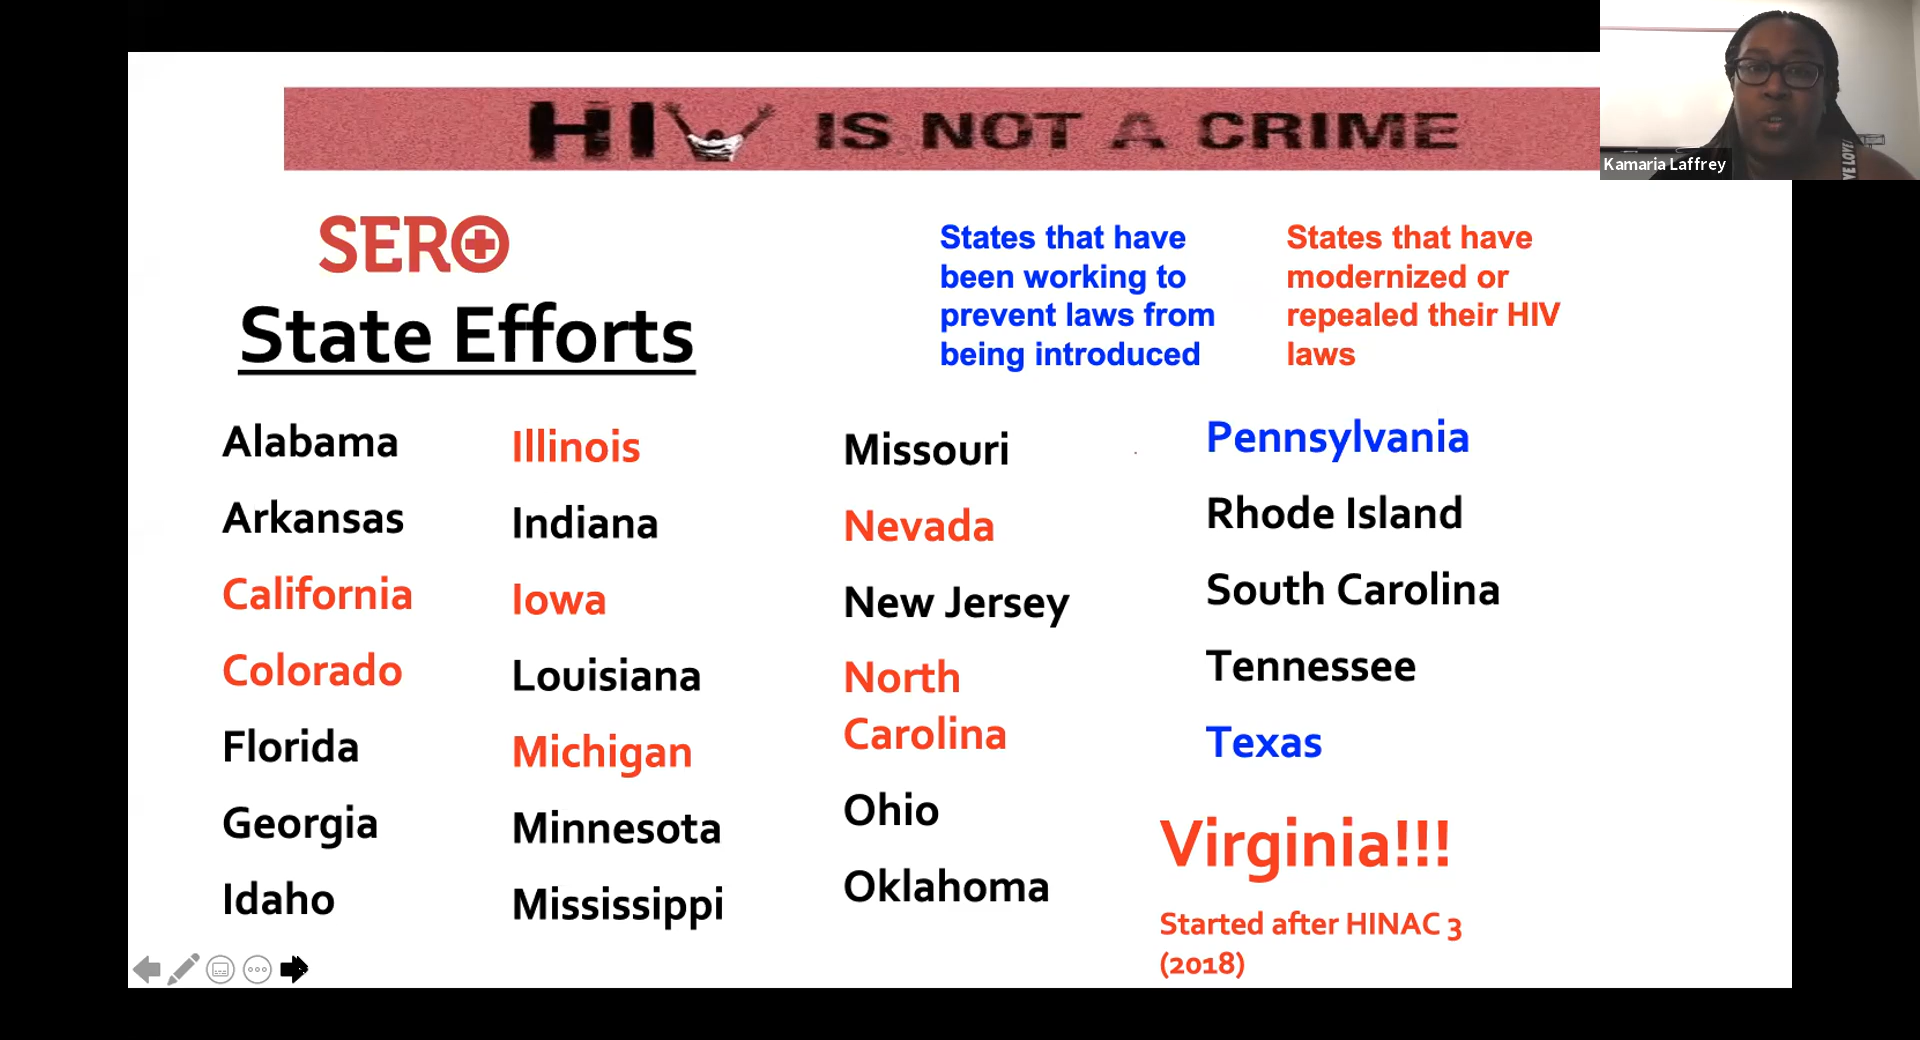 HIV IS NOT A CRIME
Kamaria Laffrey
VE LOVE
SERO
State Efforts
States that have
been working to
prevent laws from
being introduced
States that have
modernized or
repealed their HIV
laws
Alabama
Arkansas
California
Colorado
Florida
Georgia
Idaho
Illinois
Indiana
Iowa
Louisiana
Michigan
Minnesota
Mississippi
Missouri
Nevada
New Jersey
North
Carolina
Ohio
Oklahoma
Pennsylvania
Rhode Island
South Carolina
Tennessee
Texas
Virginia!!!
Started after HINAC 3
(2018)